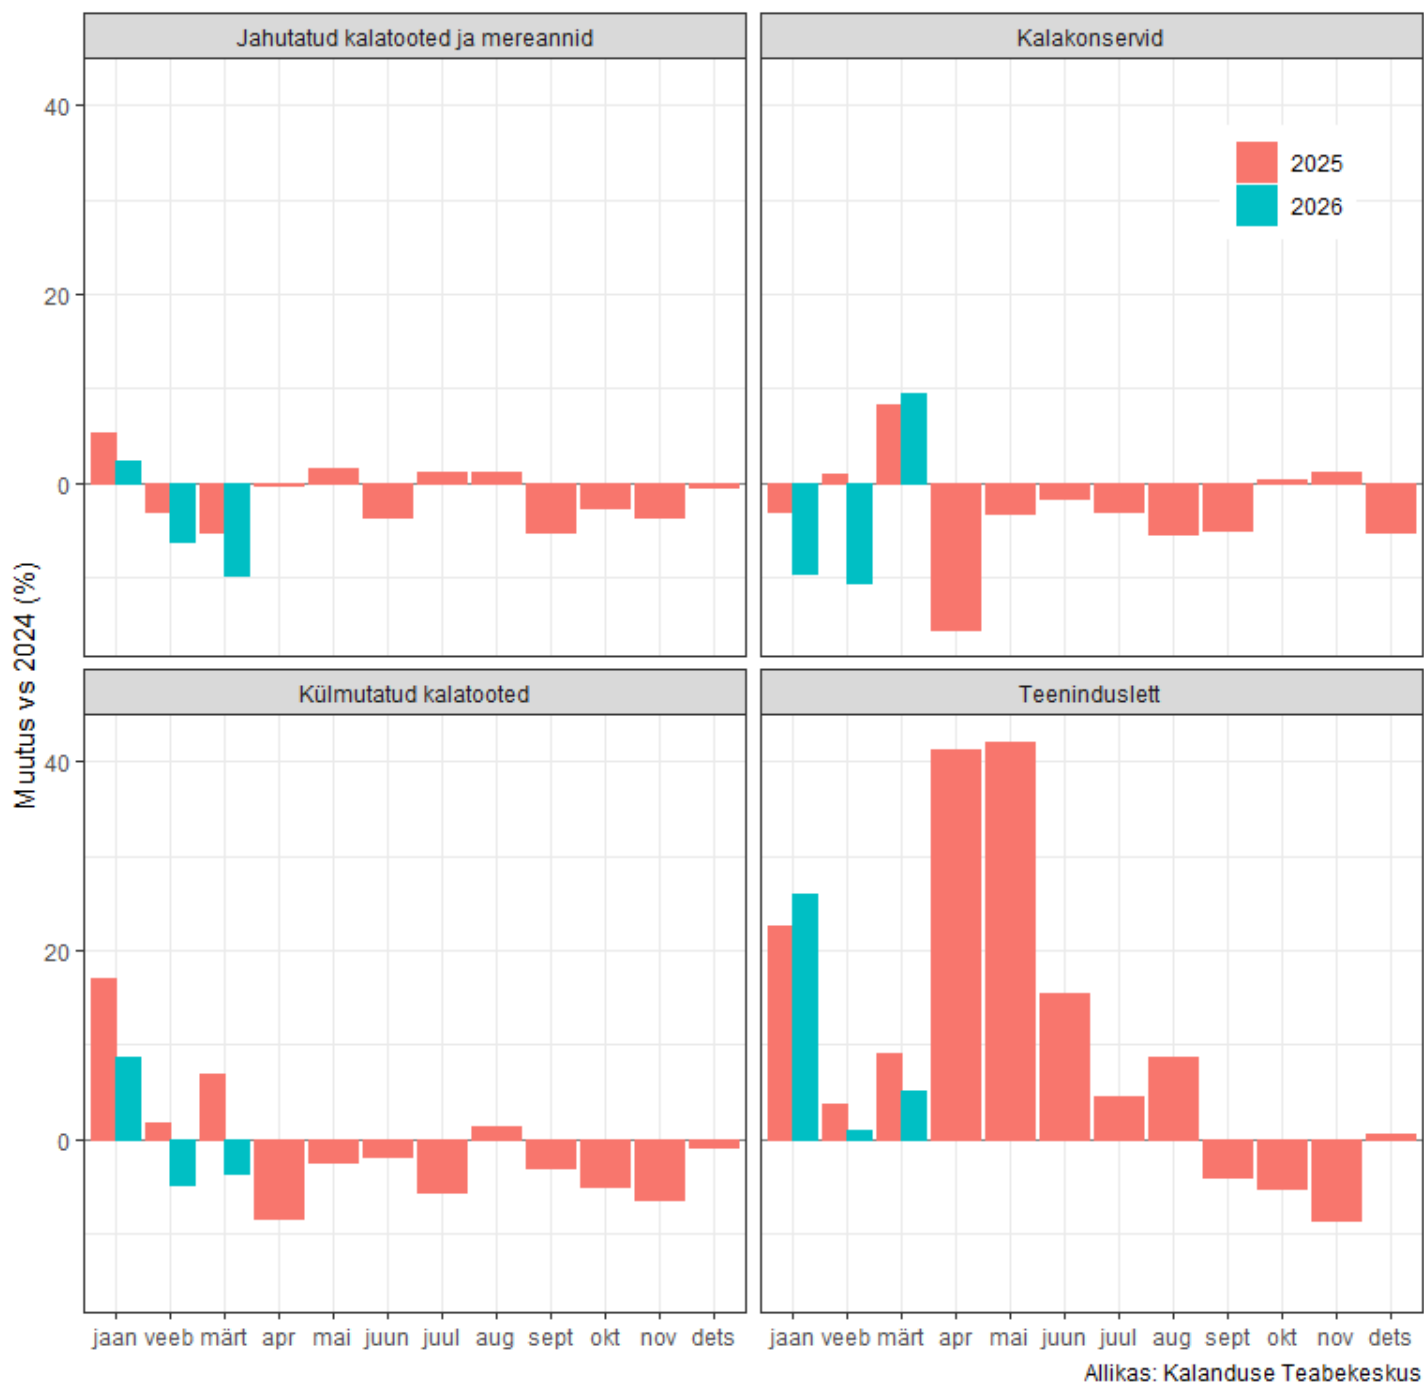 Jahutatud kalatooted ja mereannid
Kalakonservid
40
20
0
2025
2026
Muutus vs 2024 (%)
Külmutatud kalatooted
Teeninduslett
40
20
0
jaan veeb märt apr mai juun juul aug sept okt nov dets
jaan veeb märt apr mai juun juul aug sept okt nov dets
Allikas: Kalanduse Teabekeskus